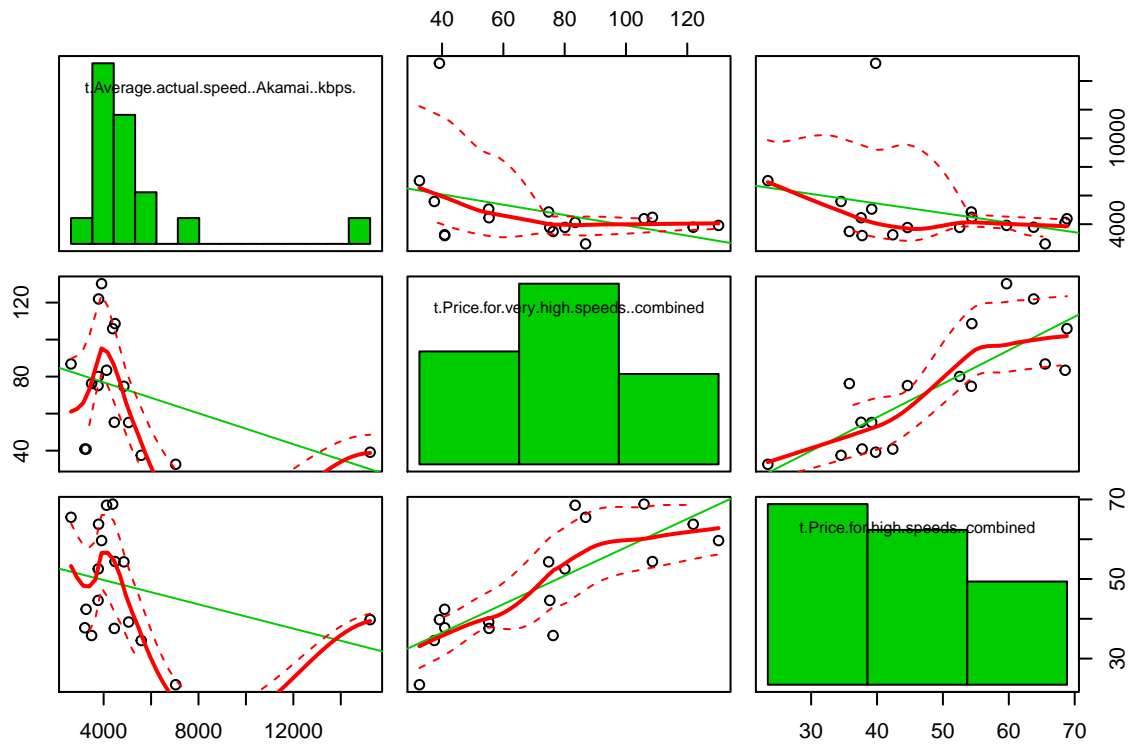 40 60 80 100 120
t.Average.actual.speed..Akamai..kbps.
4000 10000
40 80 120
t.Price.for.very.high.speeds..combined
t.Price.for.high.speeds..combined
30 50 70
4000 8000 12000
30 40 50 60 70